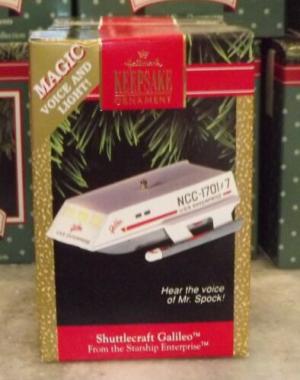 MAGIC
VOICE AND
LIGHT!
Hallmark
KEEPSAKE
ORNAMENT
NCC-1701/7
Galileo
Hear the voice
of Mr. Spock!
Shuttlecraft Galileo™
From the Starship Enterprise™